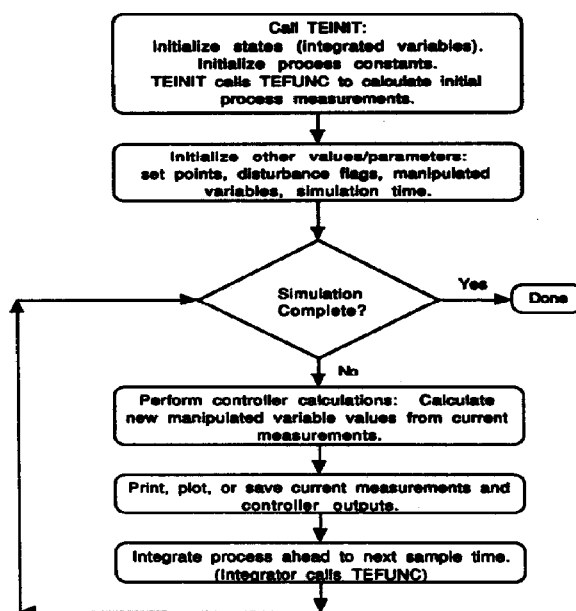 Call TEINIT:
Initialize states (integrated variables).
Initialize process constants.
TEINIT calls TEFUNC to calculate initial
process measurements.
Initialize other values/parameters:
set points, disturbance flags, manipulated
variables, simulation time.
Simulation
Complete?
Yes
Done
No
Perform controller calculations: Calculate
new manipulated variable values from current
measurements.
Print, plot, or save current measurements and
controller outputs.
Integrate process ahead to next sample time.
(Integrator calls TEFUNC)